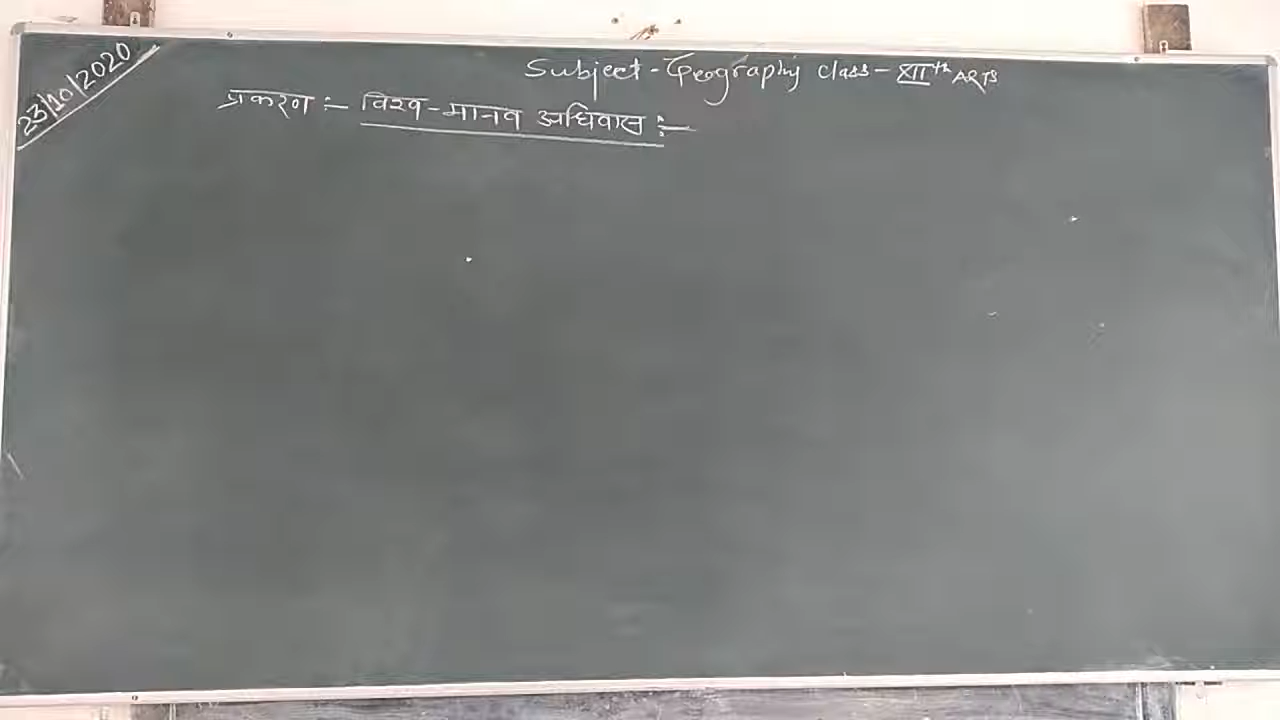 23/10/2020
Subject - Geography Class - XIIth ARTS
प्रकरण :- विश्व - मानव अधिवास :-